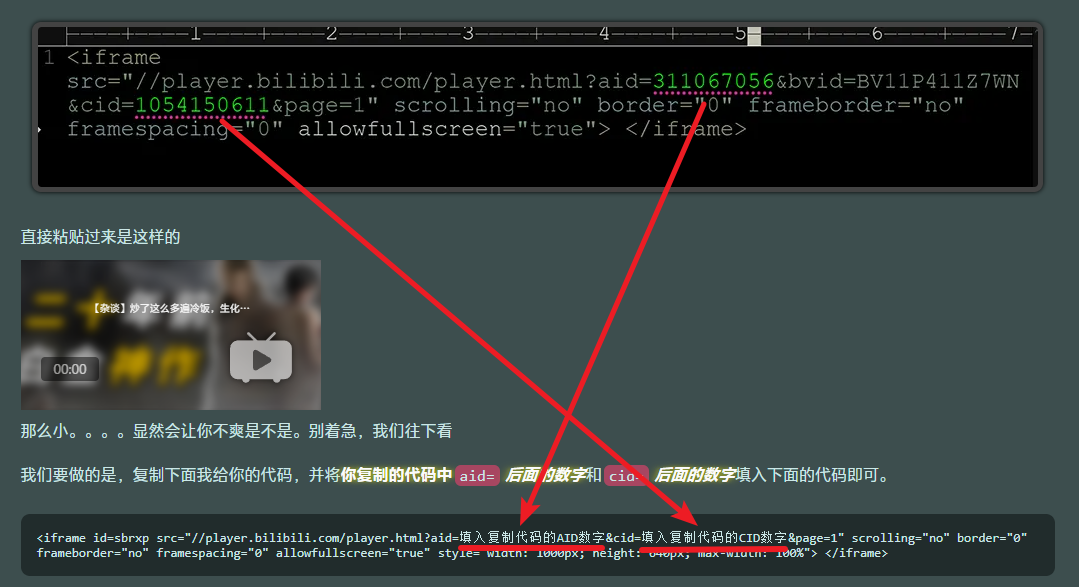 ├────┼────1────┼────2────┼────3────┼────4────┼────5────┼────6────┼────7─
1 <iframe
src="//player.bilibili.com/player.html?aid=311067056&bvid=BV11P411Z7WN
&cid=1054150611&page=1" scrolling="no" border="0" frameborder="no"
framespacing="0" allowfullscreen="true"> </iframe>
直接粘贴过来是这样的
【杂谈】炒了这么多遍冷饭，生化…
二十年的
神作
00:00
那么小。。。。显然会让你不爽是不是。别着急，我们往下看
我们要做的是，复制下面我给你的代码，并将你复制的代码中 aid= 后面的数字和 cid= 后面的数字填入下面的代码即可。
<iframe id=sbrxp src="//player.bilibili.com/player.html?aid=填入复制代码的AID数字&cid=填入复制代码的CID数字&page=1" scrolling="no" border="0"
frameborder="no" framespacing="0" allowfullscreen="true" style="width: 1000px; height: 640px; max-width: 100%"> </iframe>